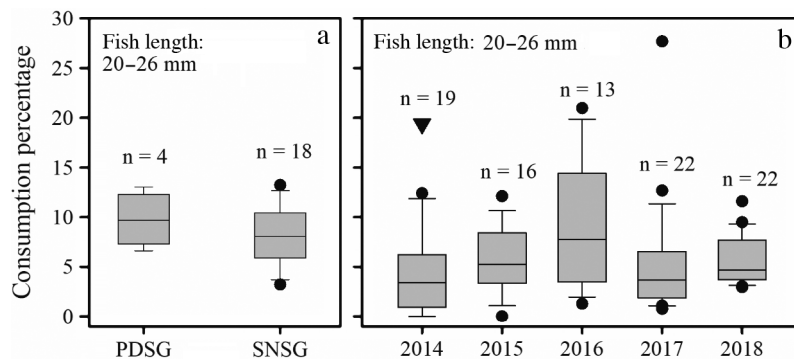 Consumption percentage
30
25
20
15
10
5
0
Fish length:
20–26 mm
a
n = 4
n = 18
PDSG
SNSG
Fish length: 20–26 mm
b
n = 19
n = 16
n = 13
n = 22
n = 22
2014
2015
2016
2017
2018